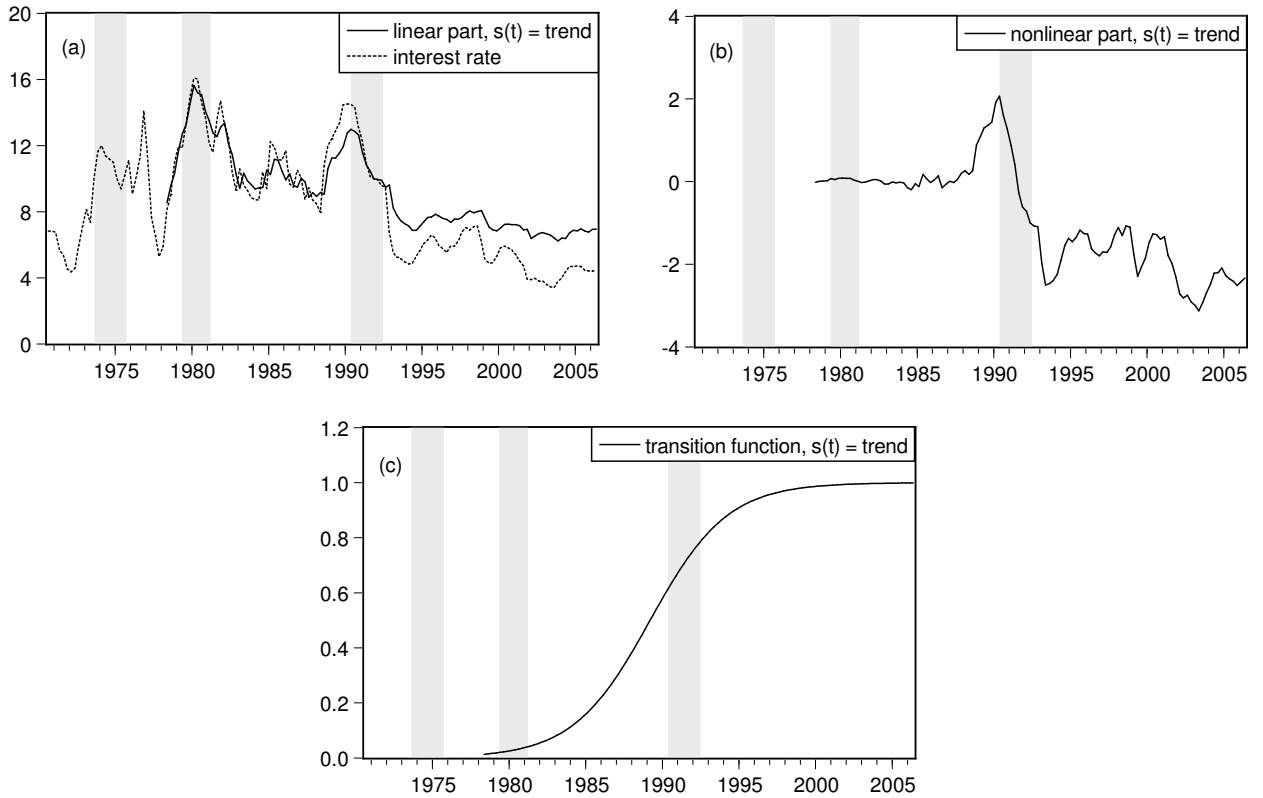 (a)
linear part, s(t) = trend
interest rate
20
16
12
8
4
0
1975 1980 1985 1990 1995 2000 2005
(b)
nonlinear part, s(t) = trend
4
2
0
-2
-4
1975 1980 1985 1990 1995 2000 2005
(c)
transition function, s(t) = trend
1.2
1.0
0.8
0.6
0.4
0.2
0.0
1975 1980 1985 1990 1995 2000 2005